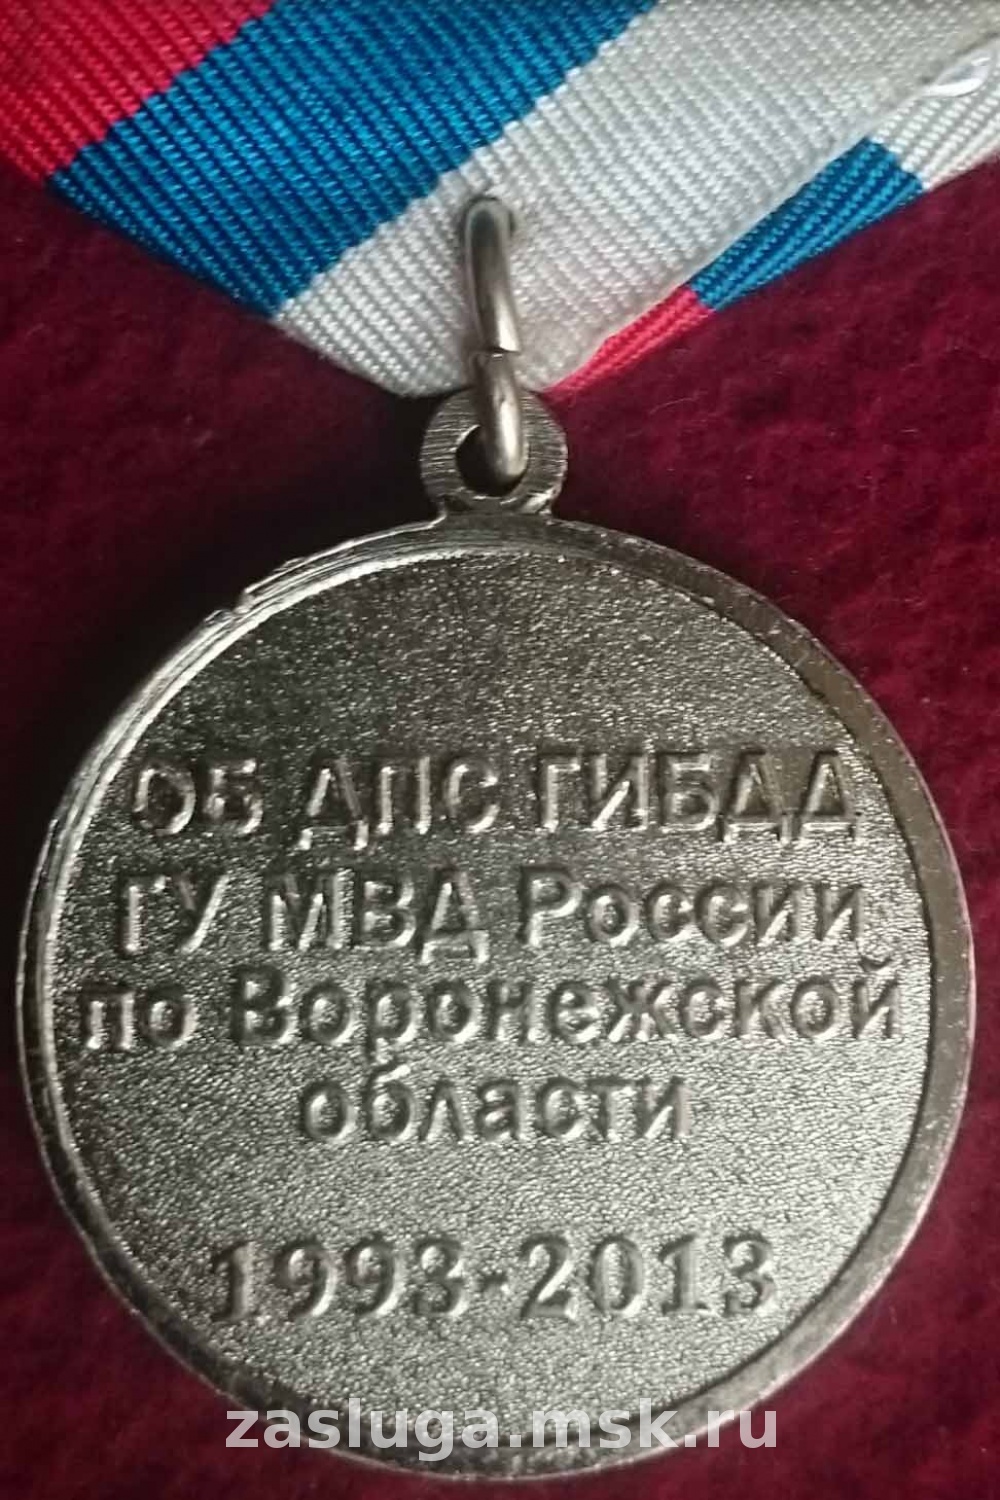 ОБ ДПС ГИБДД
ГУ МВД России
по Воронежской
области
1993-2013
zasluga.msk.ru